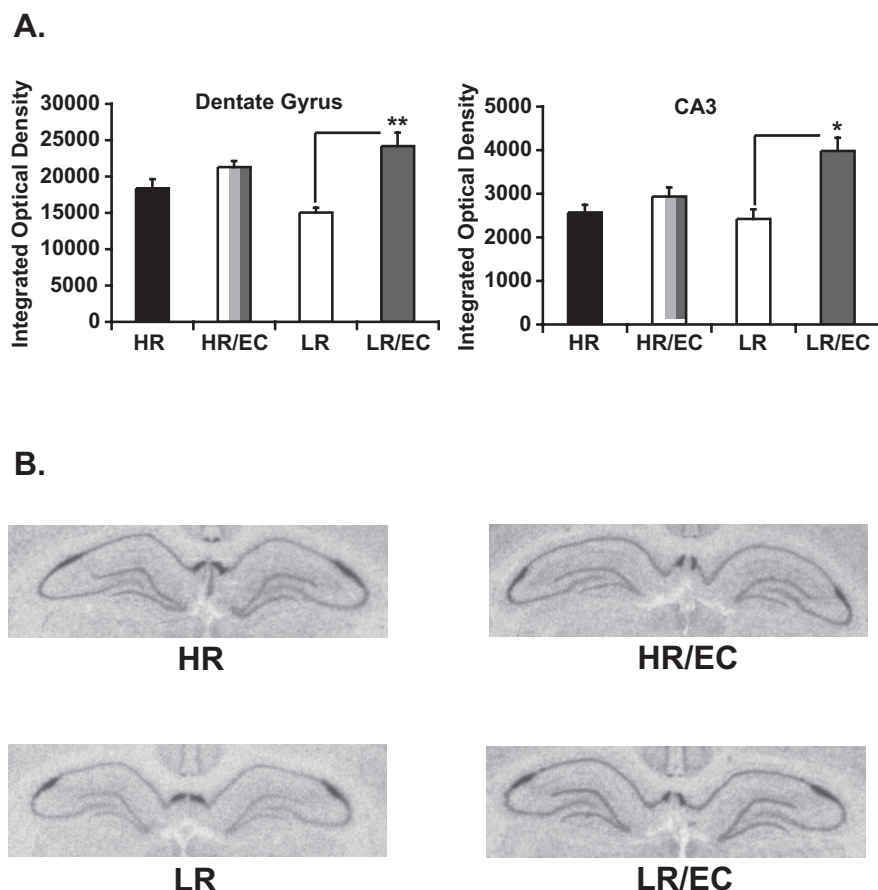 A.
Dentate Gyrus
Integrated Optical Density
30000
25000
20000
15000
10000
5000
0
**
HR
HR/EC
LR
LR/EC
CA3
Integrated Optical Density
5000
4000
3000
2000
1000
0
*
HR
HR/EC
LR
LR/EC
B.
HR
HR/EC
LR
LR/EC